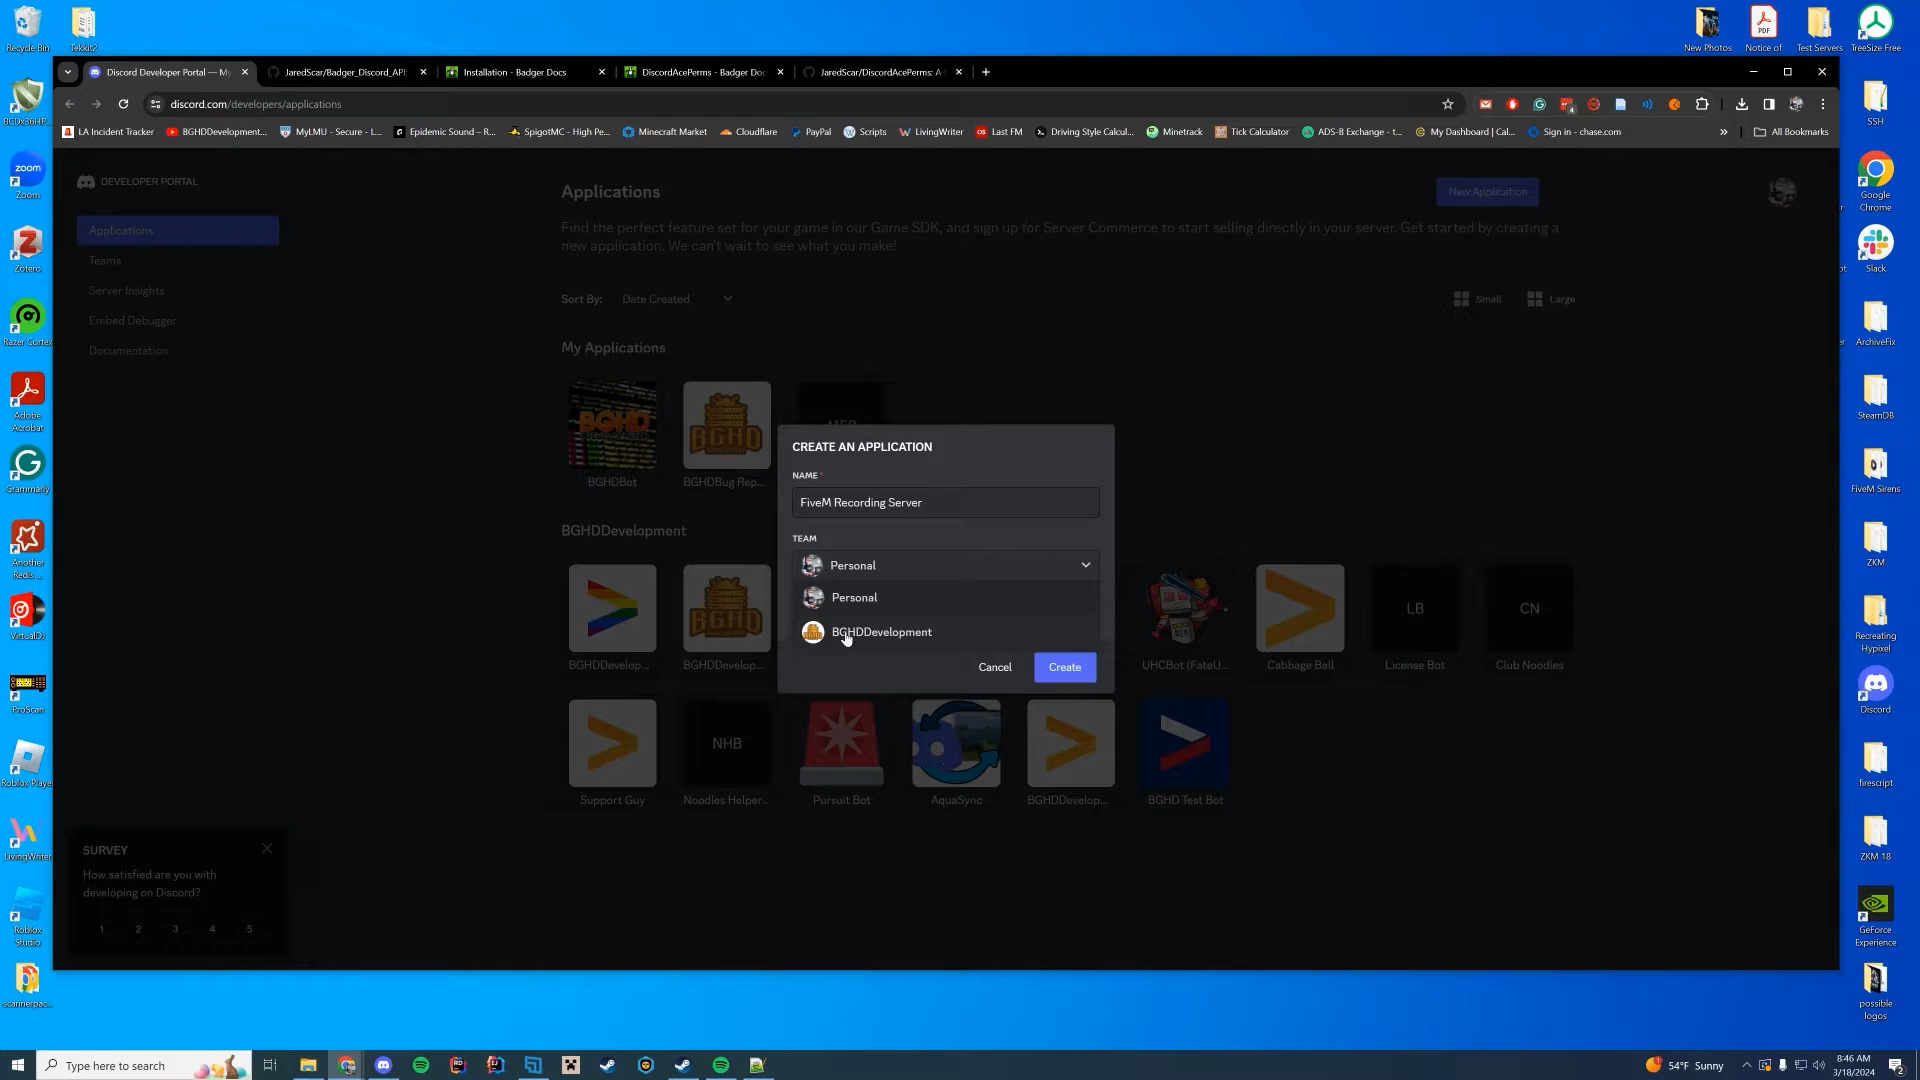 Recycle Bin
Tekkit2
New Photos
Notice of
Test Servers
TreeSize Free
Discord Developer Portal — My
JaredScar/Badger_Discord_API:
Installation - Badger Docs
DiscordAcePerms - Badger Doc
JaredScar/DiscordAcePerms: A
discord.com/developers/applications
LA Incident Tracker
BGHDDevelopment...
MyLMU - Secure - L...
Epidemic Sound – R...
SpigotMC - High Pe...
Minecraft Market
Cloudflare
PayPal
Scripts
LivingWriter
Last FM
Driving Style Calcul...
Minetrack
Tick Calculator
ADS-B Exchange - t...
My Dashboard | Cal...
Sign in - chase.com
All Bookmarks
DEVELOPER PORTAL
Applications
Teams
Server Insights
Embed Debugger
Documentation
Applications
New Application
Find the perfect feature set for your game in our Game SDK, and sign up for Server Commerce to start selling directly in your server. Get started by creating a
new application. We can't wait to see what you make!
Sort By:
Date Created
Small
Large
My Applications
BGHDBot
BGHDBug Rep...
BGHDDevelopment
CREATE AN APPLICATION
NAME *
FiveM Recording Server
TEAM
Personal
Personal
BGHDDevelopment
Cancel
Create
BGHDDevelop...
BGHDDevelop...
UHCBot (FateU...
Cabbage Ball
LB
License Bot
CN
Club Noodles
Support Guy
NHB
Noodles Helper...
Pursuit Bot
AquaSync
BGHDDevelop...
BGHD Test Bot
SURVEY
How satisfied are you with
developing on Discord?
1 2 3 4 5
Zoom
Zotero
Razer Cortex
Adobe
Acrobat
Grammarly
Another
Redis ...
VirtualDJ
ProScan
Roblox Player
LivingWriter
Roblox
Studio
scannerpac...
SSH
Google
Chrome
Slack
ArchiveFix
SteamDB
FiveM Sirens
ZKM
Recreating
Hypixel
Discord
firescript
ZKM 18
GeForce
Experience
possible
logos
Type here to search
54°F Sunny
8:46 AM
3/18/2024